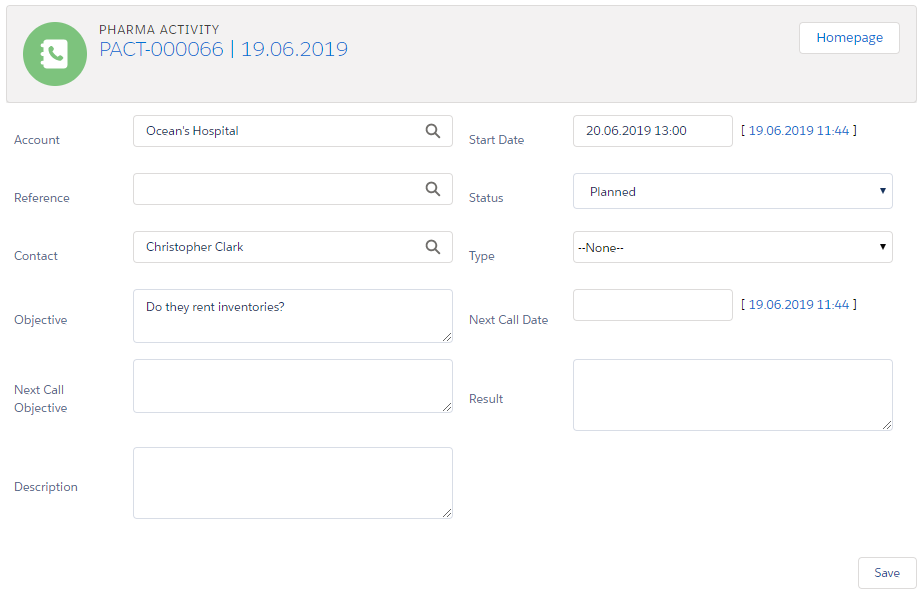 PHARMA ACTIVITY
PACT-000066 | 19.06.2019
Homepage
Account
Ocean's Hospital
Start Date
20.06.2019 13:00
[ 19.06.2019 11:44 ]
Reference
Status
Planned
Contact
Christopher Clark
Type
--None--
Objective
Do they rent inventories?
Next Call Date
[ 19.06.2019 11:44 ]
Next Call
Objective
Result
Description
Save